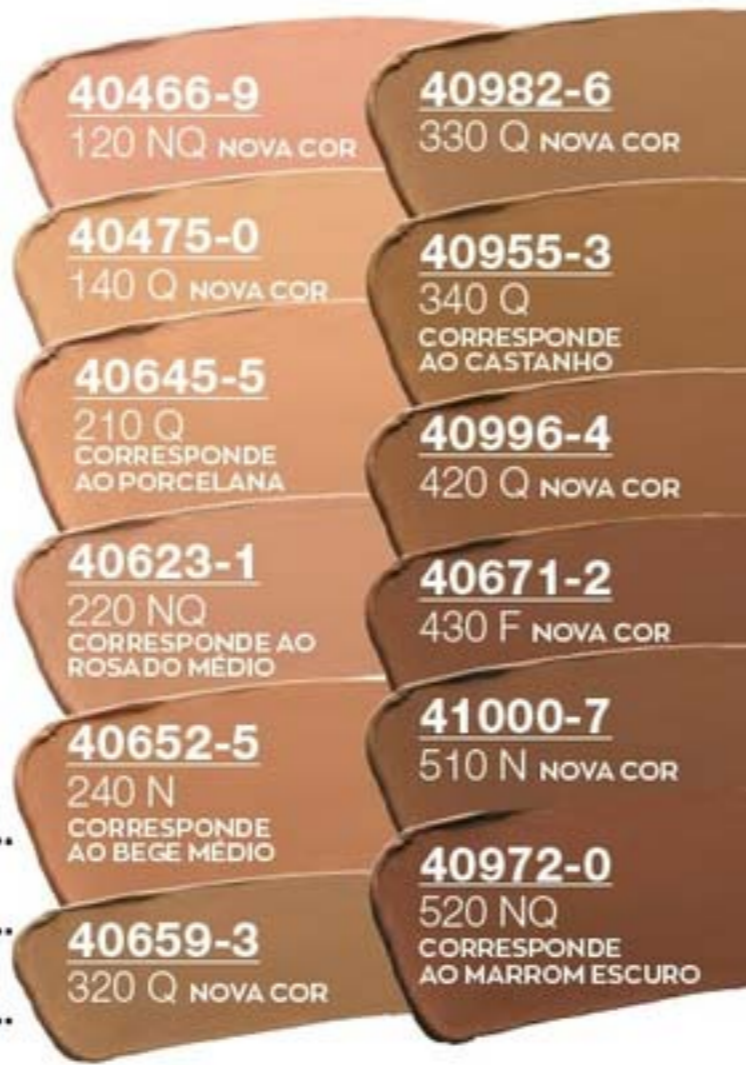 40466-9
120 NQ NOVA COR
40475-0
140 Q NOVA COR
40645-5
210 Q
CORRESPONDE
AO PORCELANA
40623-1
220 NQ
CORRESPONDE AO
ROSADO MÉDIO
40652-5
240 N
CORRESPONDE
AO BEGE MÉDIO
40659-3
320 Q NOVA COR
40982-6
330 Q NOVA COR
40955-3
340 Q
CORRESPONDE
AO CASTANHO
40996-4
420 Q NOVA COR
40671-2
430 F NOVA COR
41000-7
510 N NOVA COR
40972-0
520 NQ
CORRESPONDE
AO MARROM ESCURO